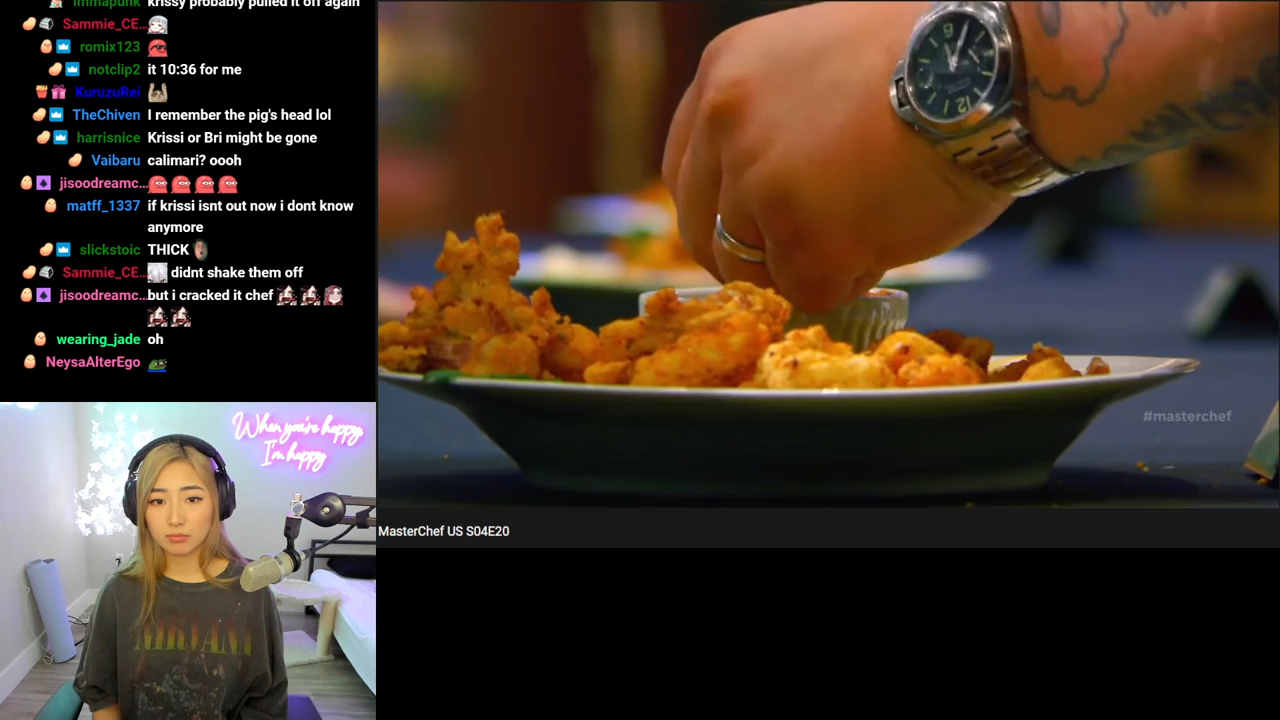 immapunk krissy probably pulled it off again
Sammie_CE...
romix123
notclip2 it 10:36 for me
KuruzuRei
TheChiven I remember the pig's head lol
harrisnice Krissi or Bri might be gone
Vaibaru calimari? oooh
jisoodreamc...
matff_1337 if krissi isnt out now i dont know
anymore
slickstoic THICK
Sammie_CE... didnt shake them off
jisoodreamc... but i cracked it chef
wearing_jade oh
NeysaAlterEgo
When you're happy
I'm happy
NIRVANA
#masterchef
MasterChef US S04E20